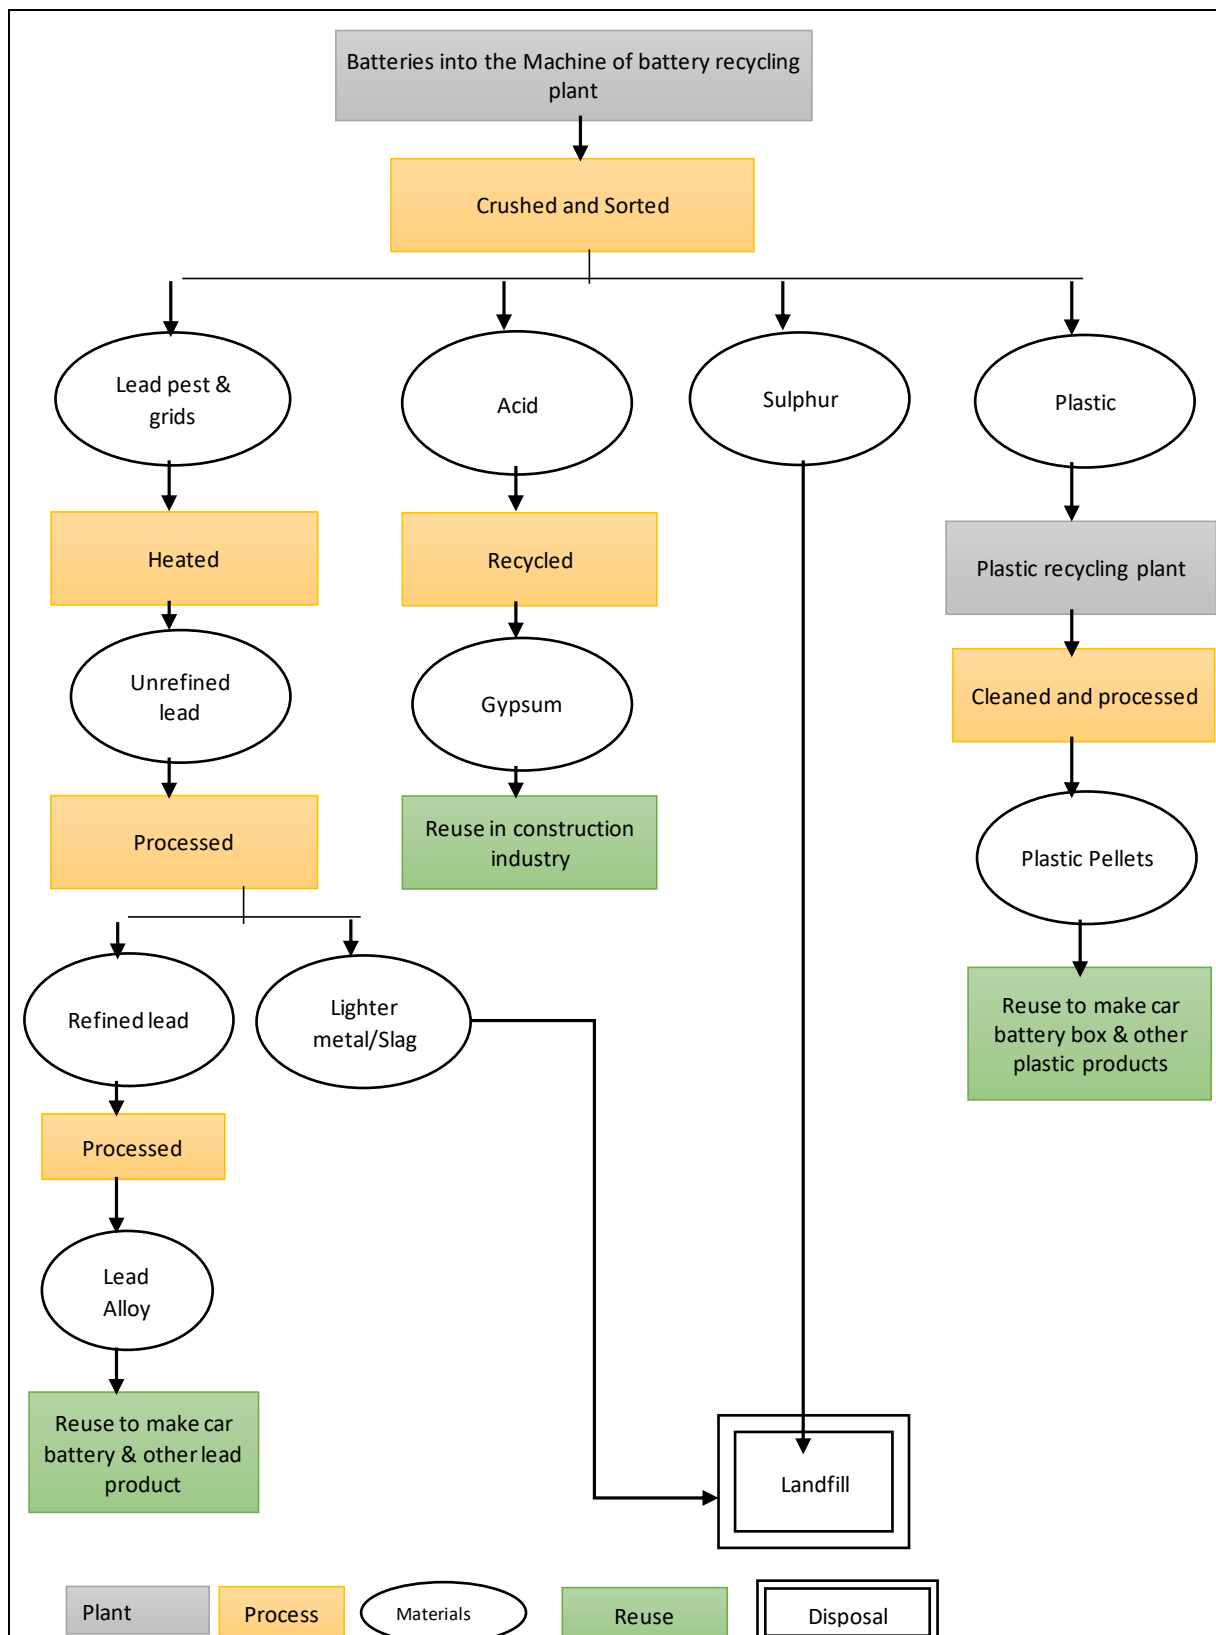 Batteries into the Machine of battery recycling
plant
Crushed and Sorted
Lead pest &
grids
Acid
Sulphur
Plastic
Heated
Recycled
Plastic recycling plant
Unrefined
lead
Gypsum
Cleaned and processed
Processed
Reuse in construction
industry
Plastic Pellets
Refined lead
Lighter
metal/Slag
Reuse to make car
battery box & other
plastic products
Processed
Lead
Alloy
Reuse to make car
battery & other lead
product
Landfill
Plant
Process
Materials
Reuse
Disposal